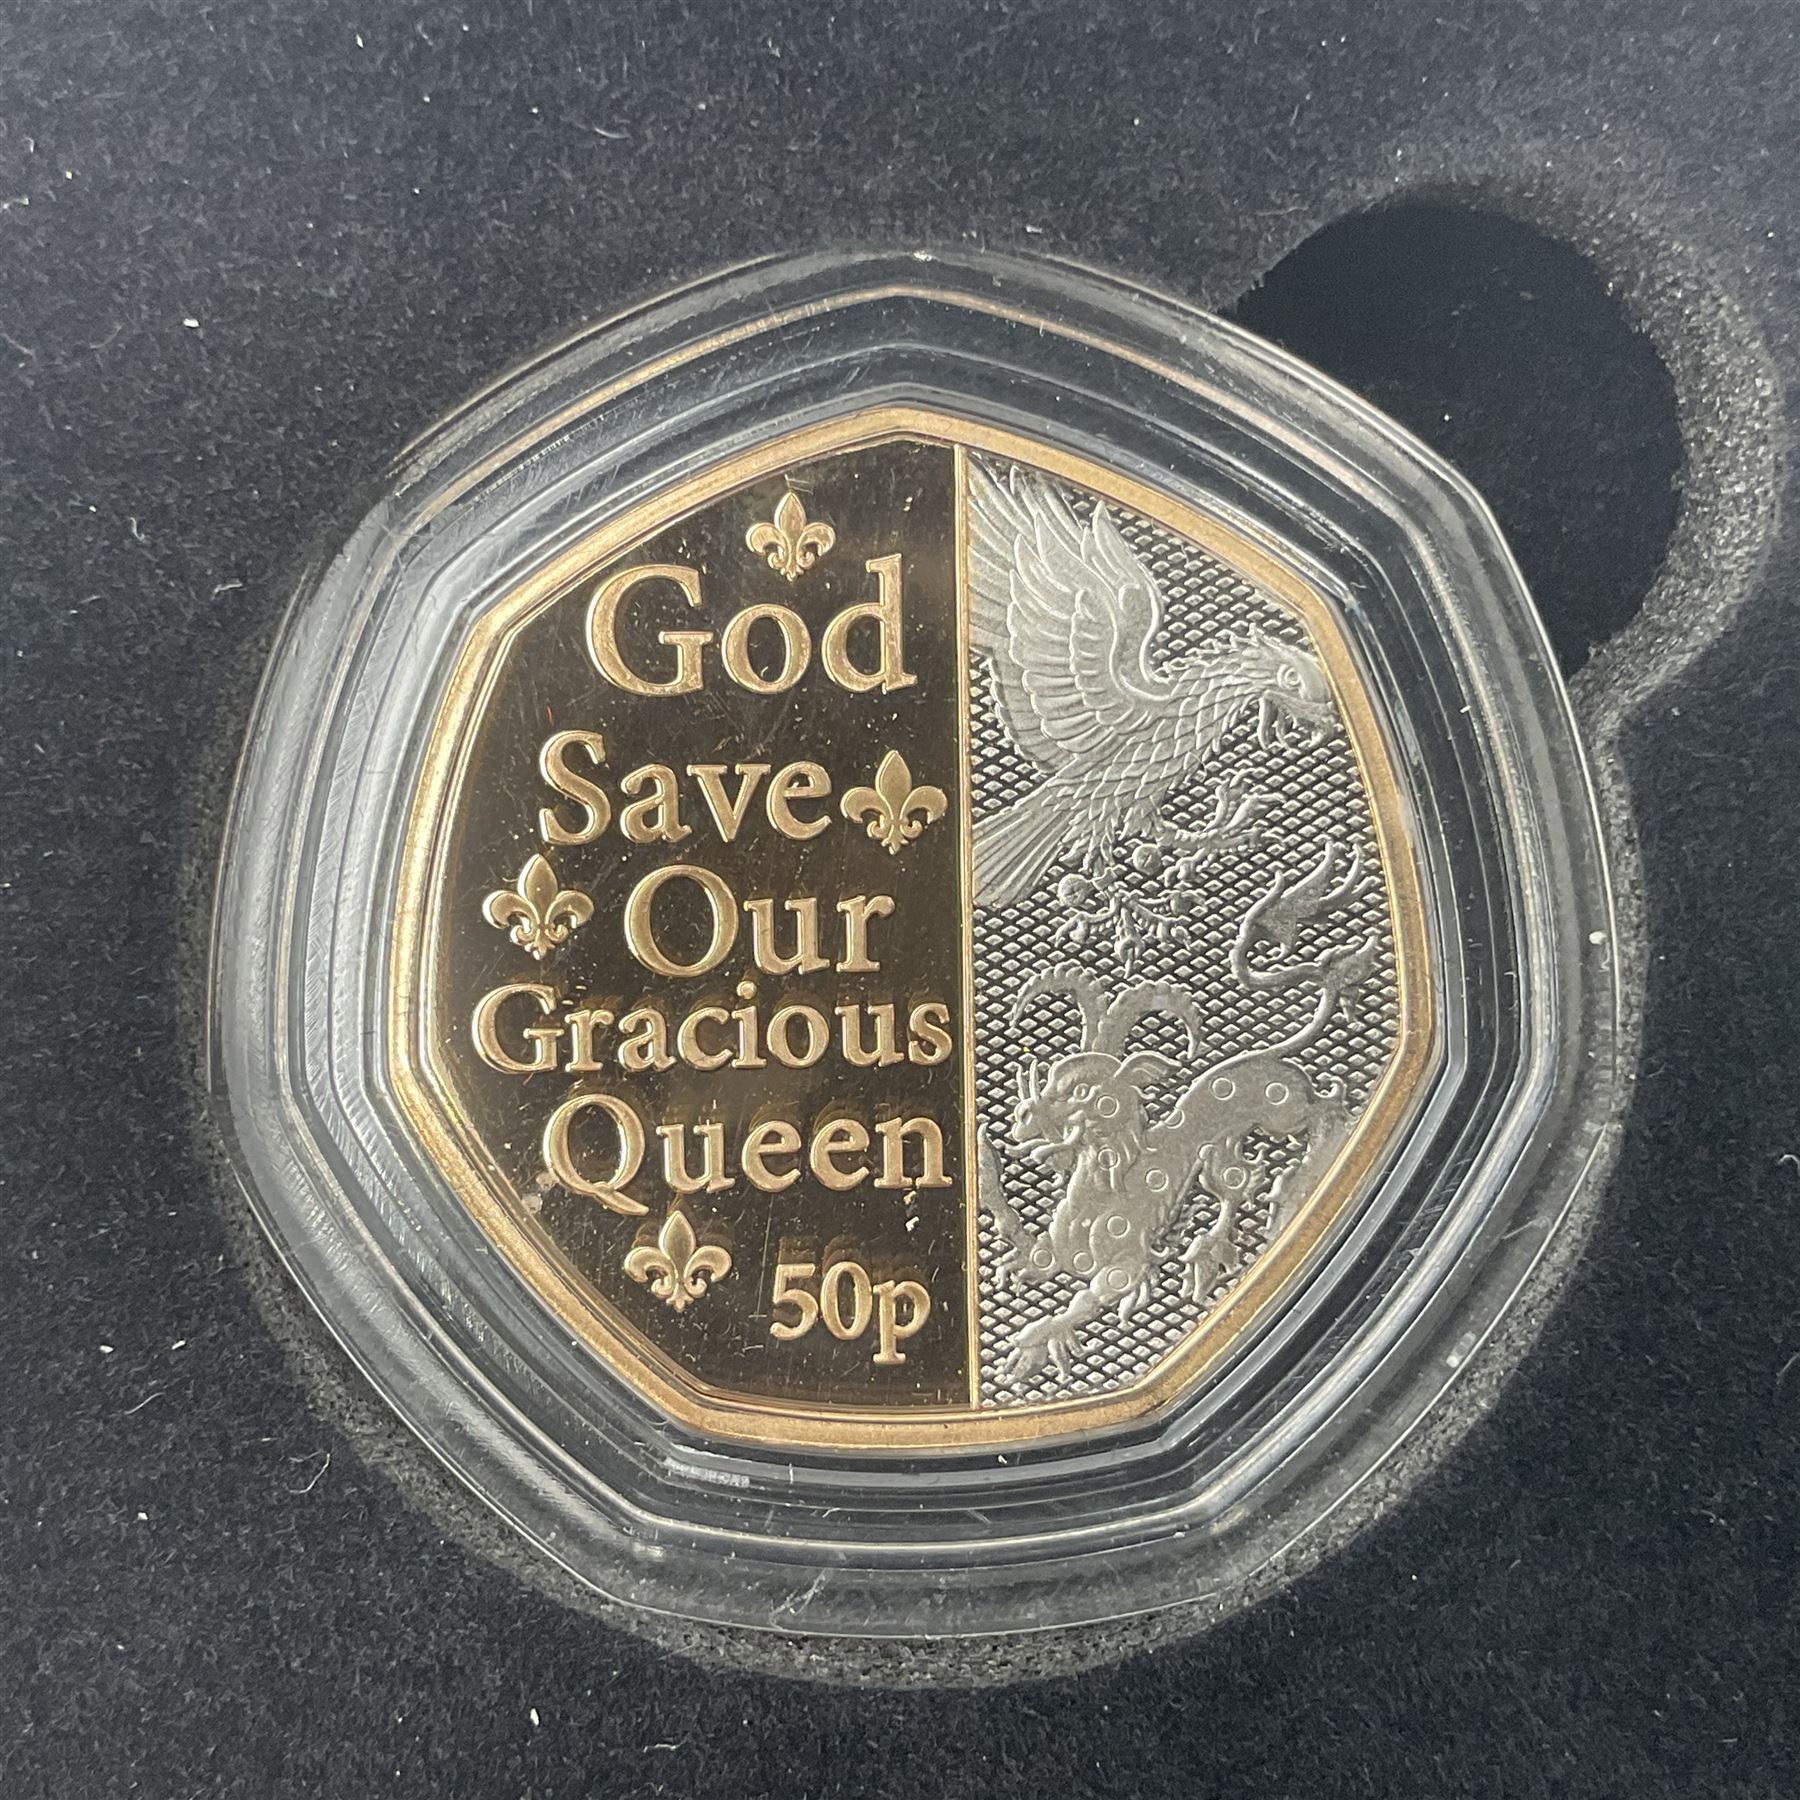 God
Save
Our
Gracious
Queen
50p